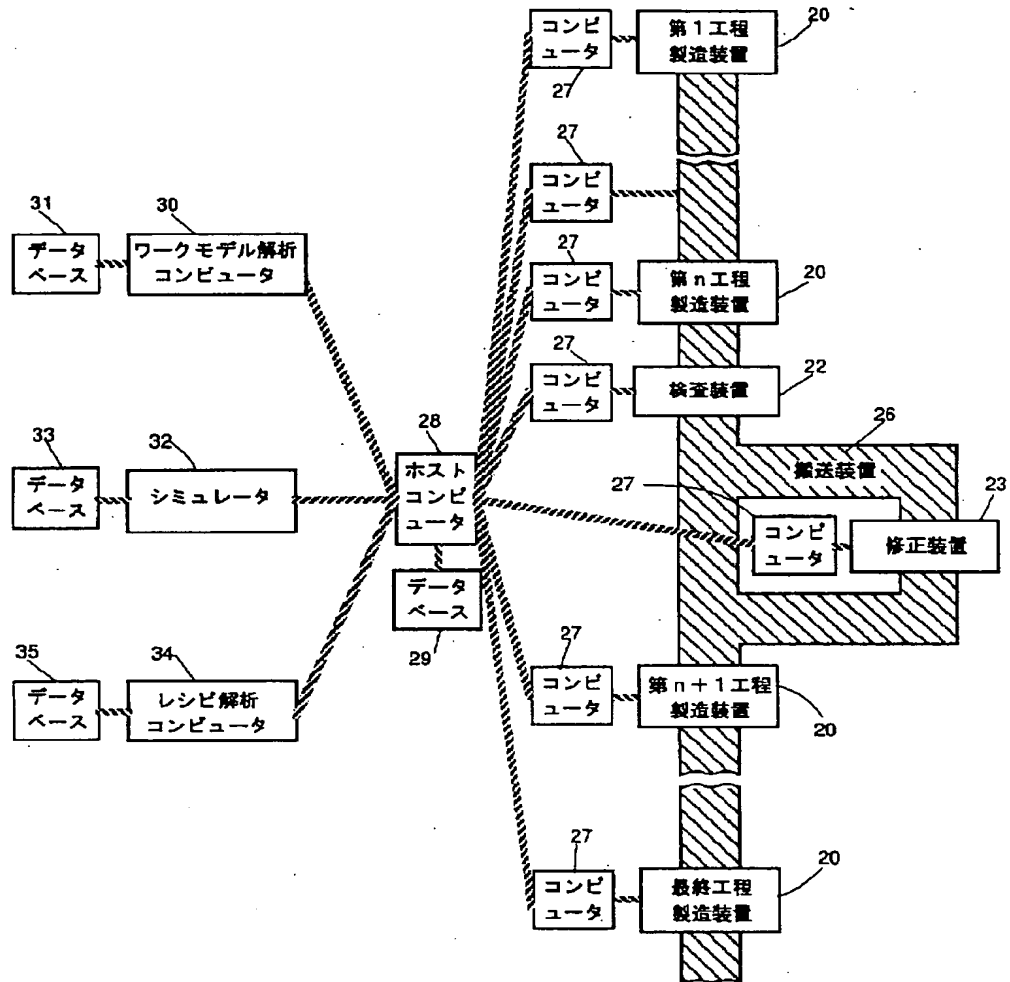 コンピ
ュータ
27
第1工程
製造装置
20
27
コンピ
ュータ
31
データ
ベース
30
ワークモデル解析
コンピュータ
27
コンピ
ュータ
第n工程
製造装置
20
27
コンピ
ュータ
検査装置
22
33
データ
ベース
32
シミュレータ
28
ホスト
コンピ
ュータ
データ
ベース
29
26
搬送装置
27
コンピ
ュータ
23
修正装置
35
データ
ベース
34
レシピ解析
コンピュータ
27
コンピ
ュータ
第n+1工程
製造装置
20
27
コンピ
ュータ
20
最終工程
製造装置